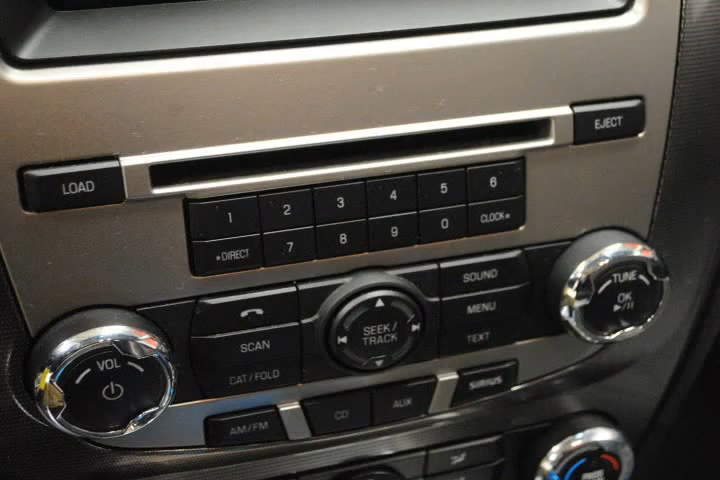 LOAD
EJECT
1 2 3 4 5 6
*DIRECT 7 8 9 0 CLOCK*
VOL
SCAN
CAT/FOLD
SEEK/
TRACK
SOUND
MENU
TEXT
TUNE
OK
AM/FM
CD
AUX
SIRIUS